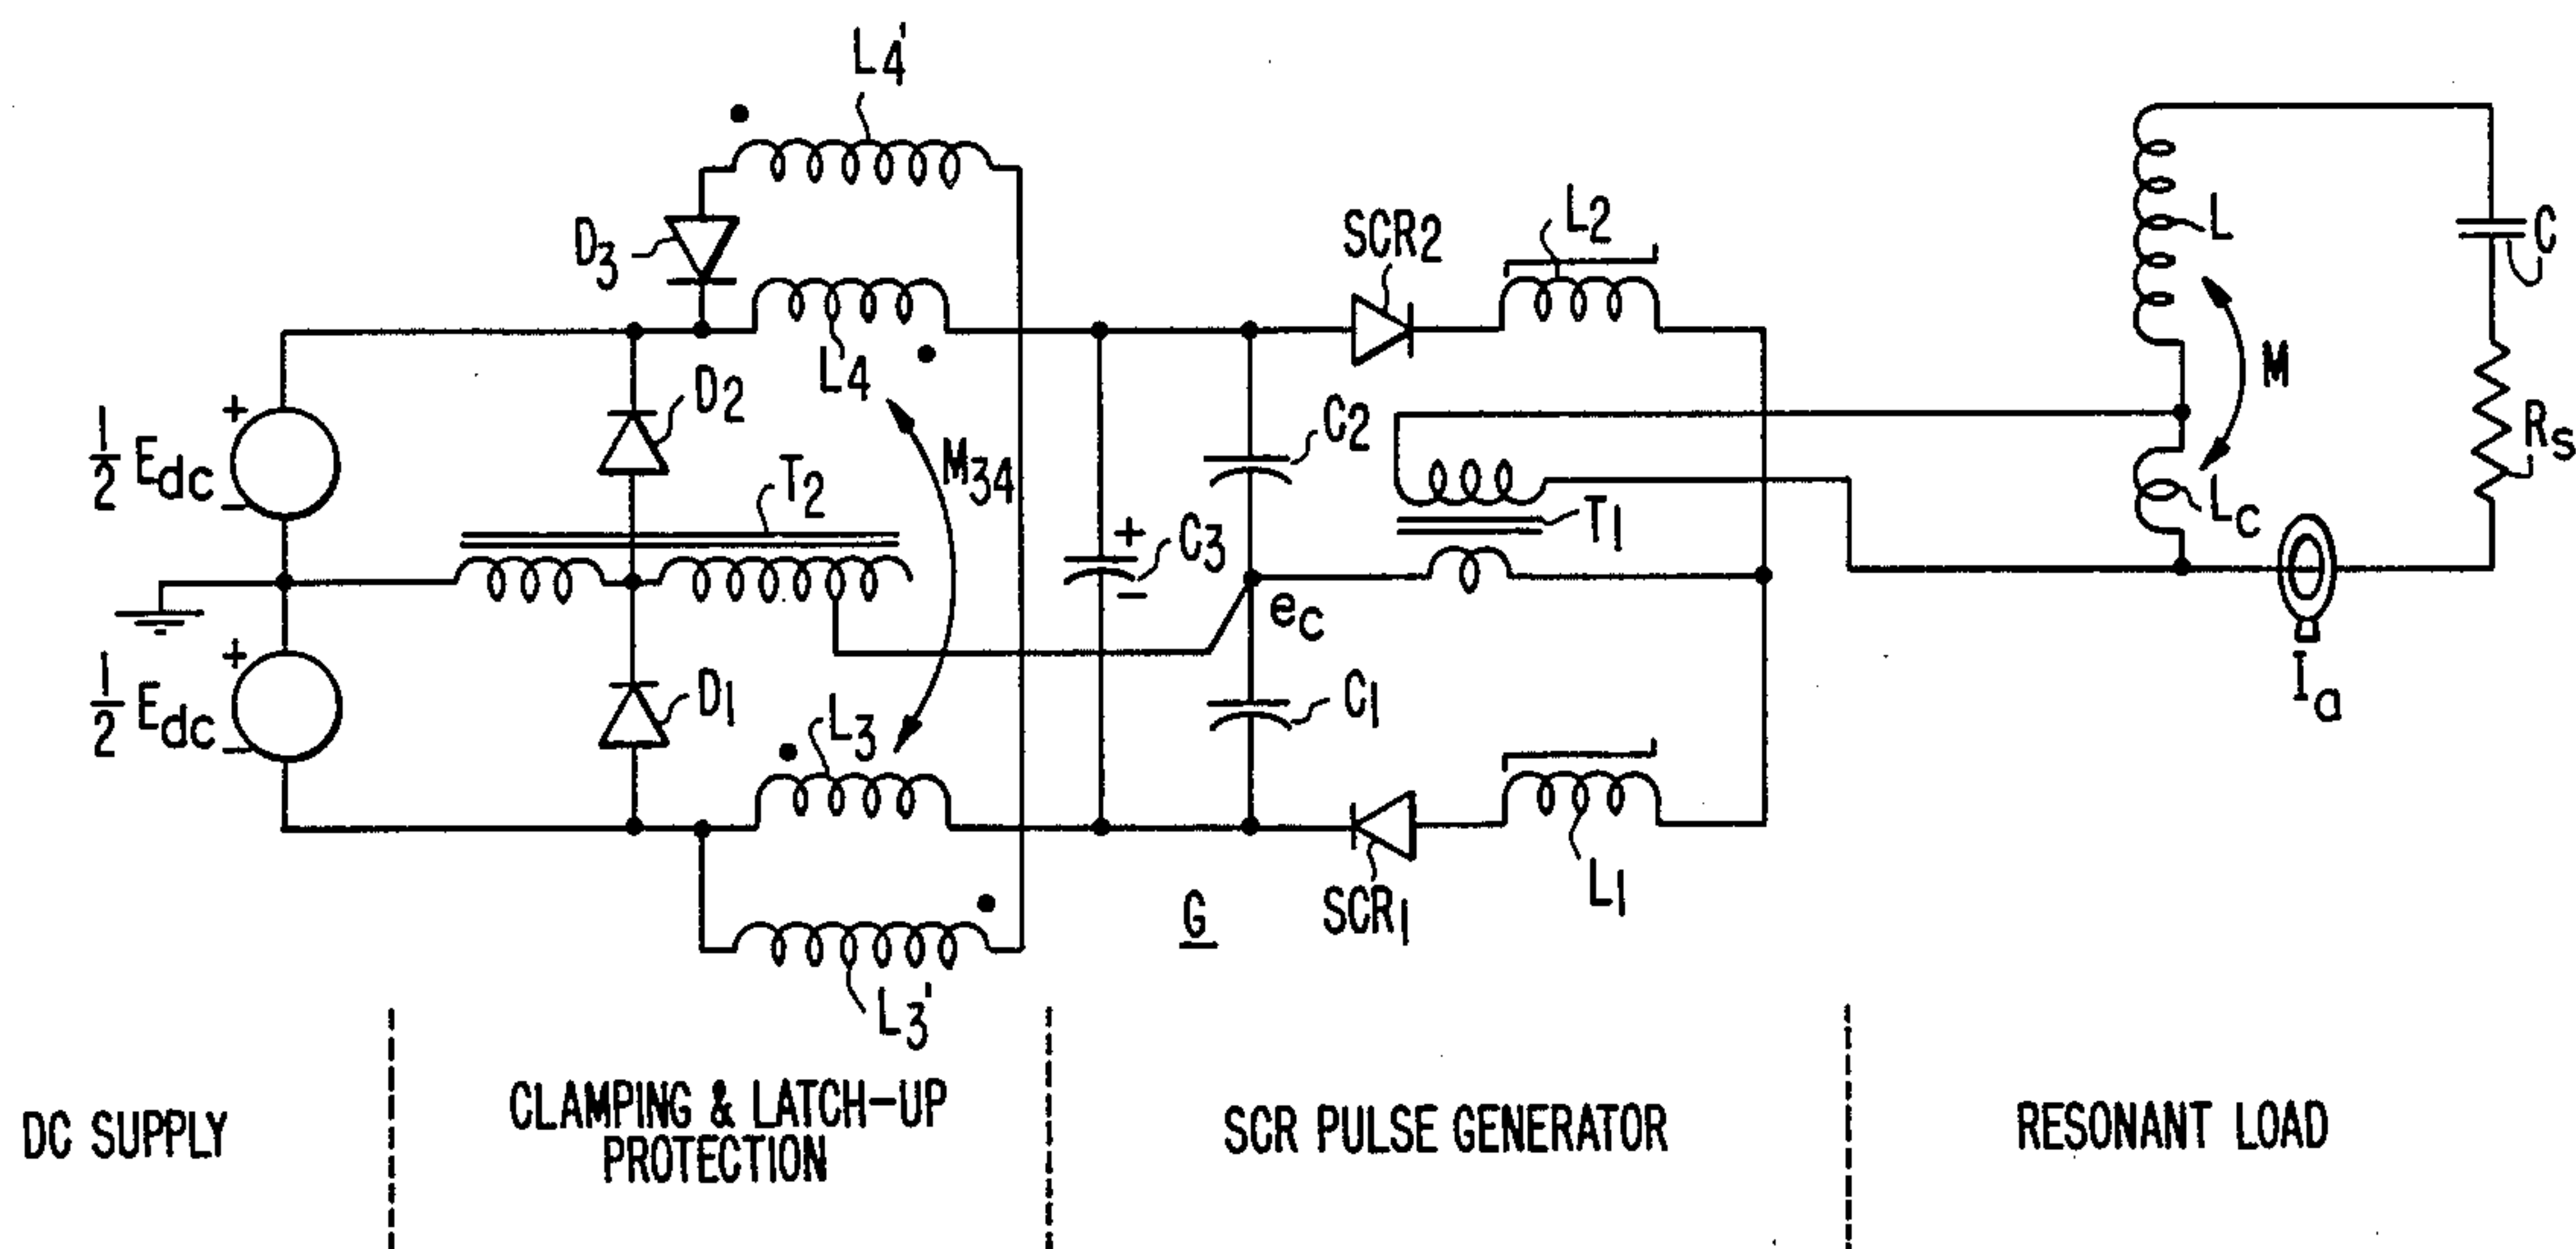 L4'
D3
L4
D2
T2
M34
+
1/2 Edc
−
+
1/2 Edc
−
D1
L3
L3'
+
C3
−
SCR2
L2
C2
T1
ec
C1
SCR1
L1
G
L
C
M
Rs
Lc
Ia
DC SUPPLY
CLAMPING & LATCH-UP
PROTECTION
SCR PULSE GENERATOR
RESONANT LOAD